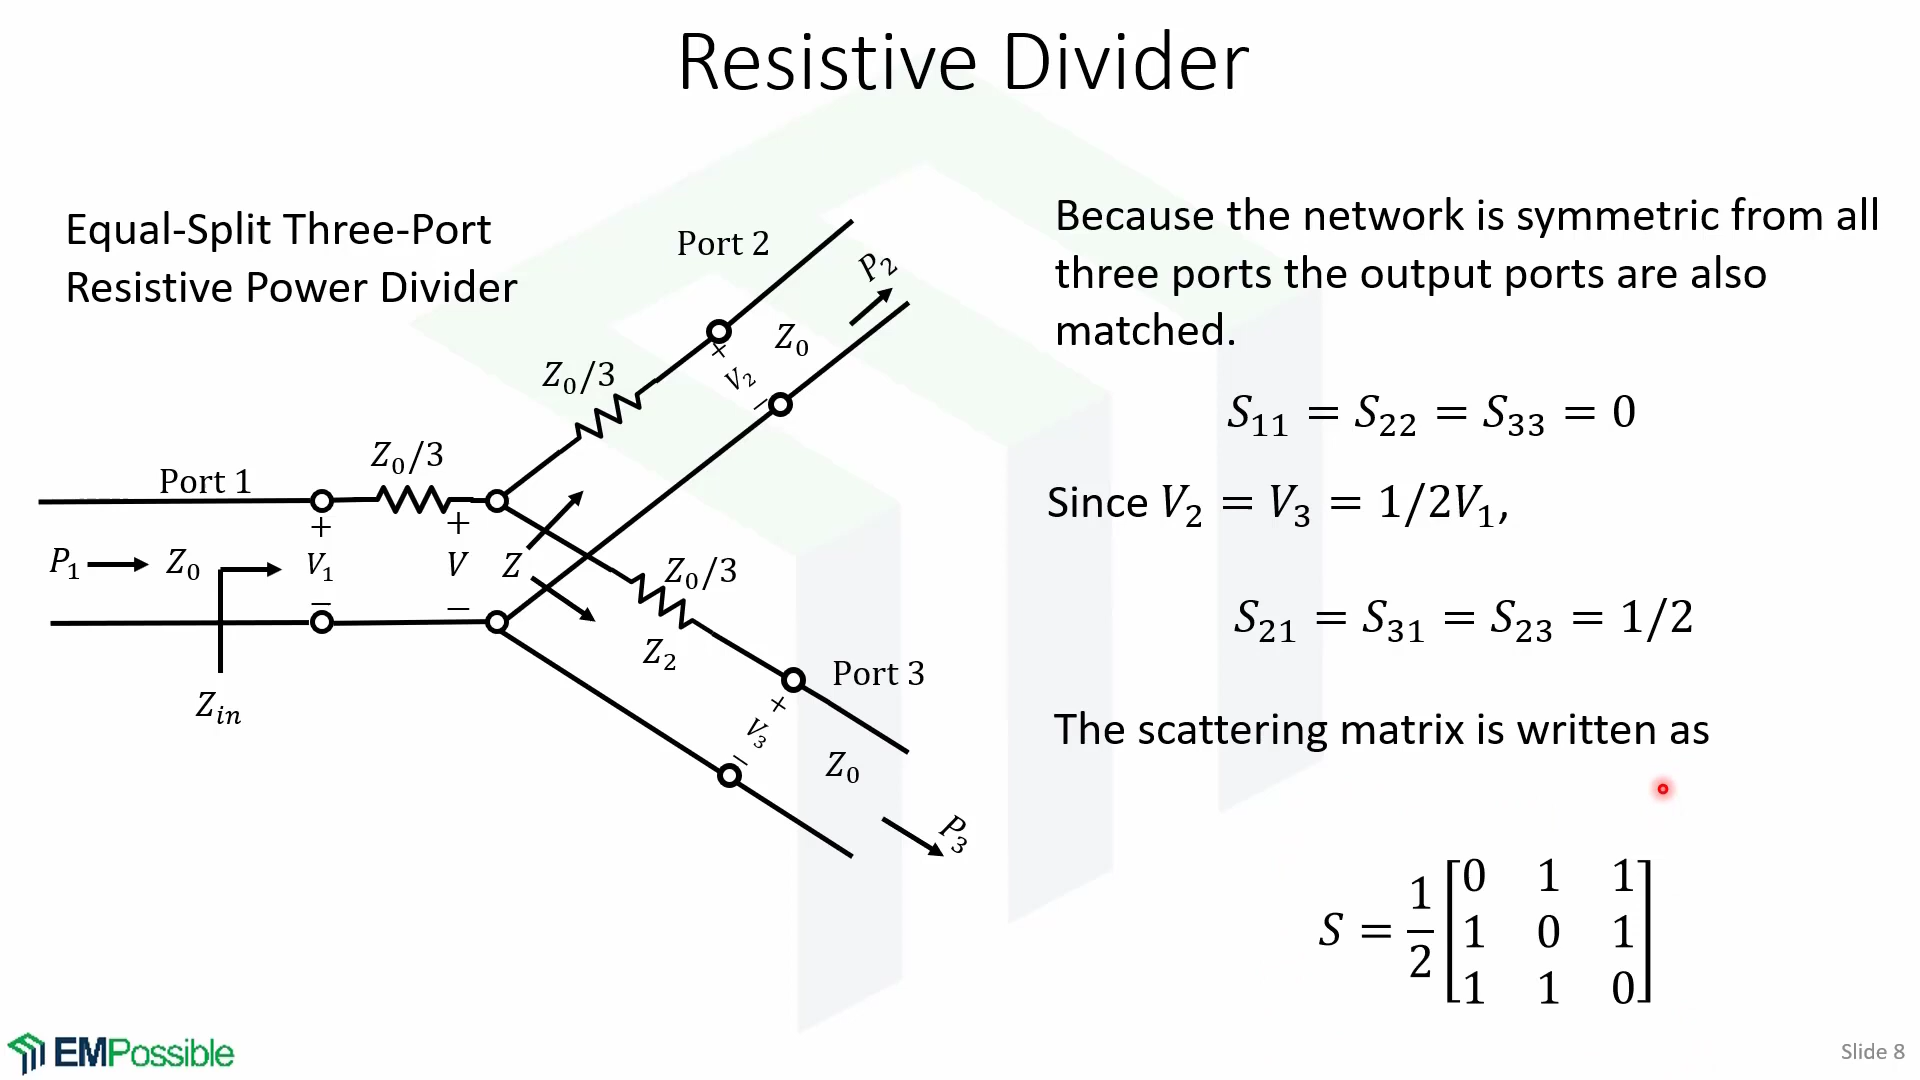 Resistive Divider
Equal-Split Three-Port
Resistive Power Divider
Port 2
P₂
Z₀
Z₀/3
+
V₂
−
Z₀/3
Port 1
+
+
P₁
Z₀
V₁
V
Z
Z₀/3
−
−
Z₂
Port 3
Zᵢₙ
+
V₃
−
Z₀
P₃
Because the network is symmetric from all
three ports the output ports are also
matched.
S₁₁ = S₂₂ = S₃₃ = 0
Since V₂ = V₃ = 1/2V₁,
S₂₁ = S₃₁ = S₂₃ = 1/2
The scattering matrix is written as
S = 1/2 [0 1 1
1 0 1
1 1 0]
EMPossible
Slide 8